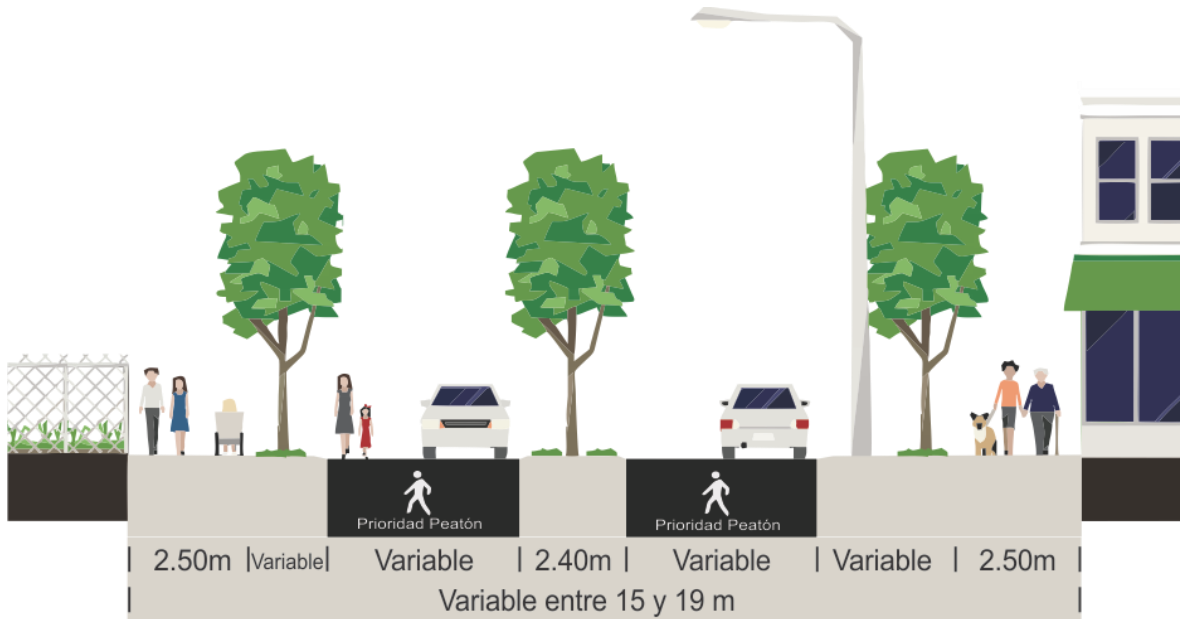 Prioridad Peatón
Prioridad Peatón
2.50m Variable Variable 2.40m Variable Variable 2.50m
Variable entre 15 y 19 m